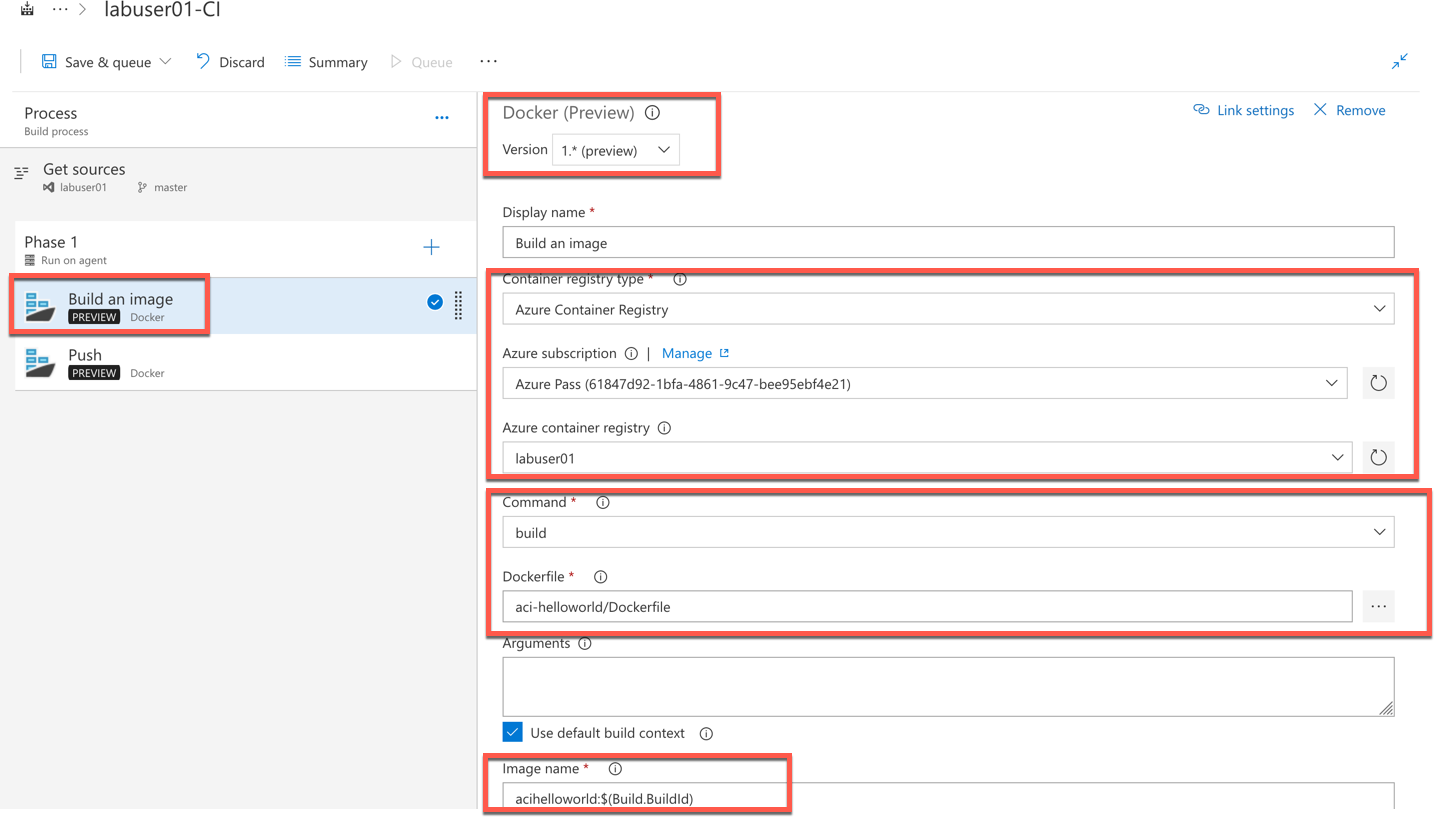 ··· > labuser01-CI
Save & queue Discard Summary Queue ···
Process
Build process
Get sources
labuser01 master
Phase 1
Run on agent
Build an image
PREVIEW Docker
Push
PREVIEW Docker
Docker (Preview)
Link settings Remove
Version 1.* (preview)
Display name *
Build an image
Container registry type *
Azure Container Registry
Azure subscription | Manage
Azure Pass (61847d92-1bfa-4861-9c47-bee95ebf4e21)
Azure container registry
labuser01
Command *
build
Dockerfile *
aci-helloworld/Dockerfile
···
Arguments
Use default build context
Image name *
acihelloworld:$(Build.BuildId)